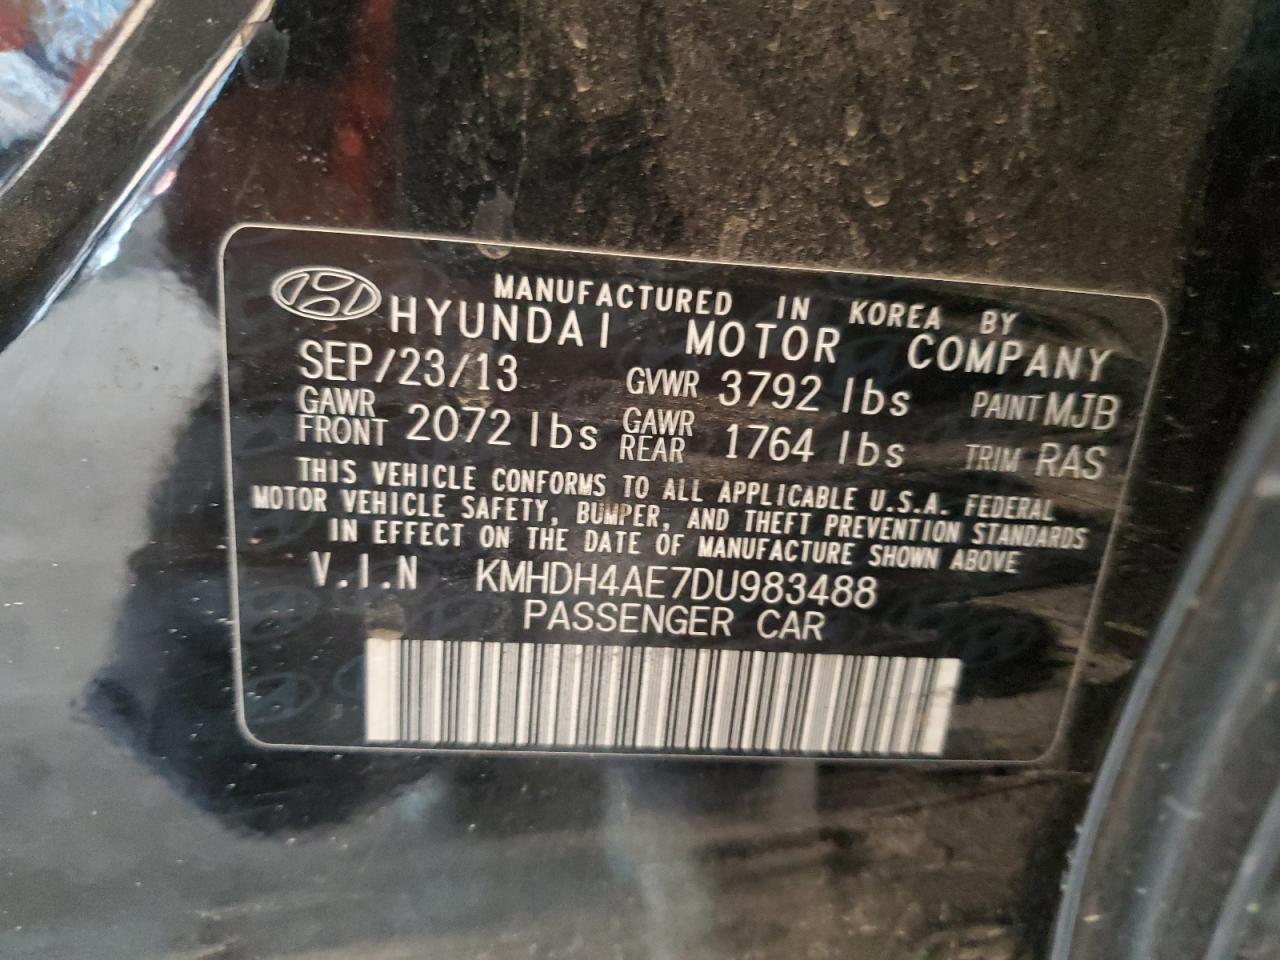 MANUFACTURED IN KOREA BY
HYUNDAI MOTOR COMPANY
SEP/23/13 GVWR 3792 lbs PAINT MJB
GAWR FRONT 2072 lbs GAWR REAR 1764 lbs TRIM RAS
THIS VEHICLE CONFORMS TO ALL APPLICABLE U.S.A. FEDERAL
MOTOR VEHICLE SAFETY, BUMPER, AND THEFT PREVENTION STANDARDS
IN EFFECT ON THE DATE OF MANUFACTURE SHOWN ABOVE
V.I.N KMHDH4AE7DU983488
PASSENGER CAR